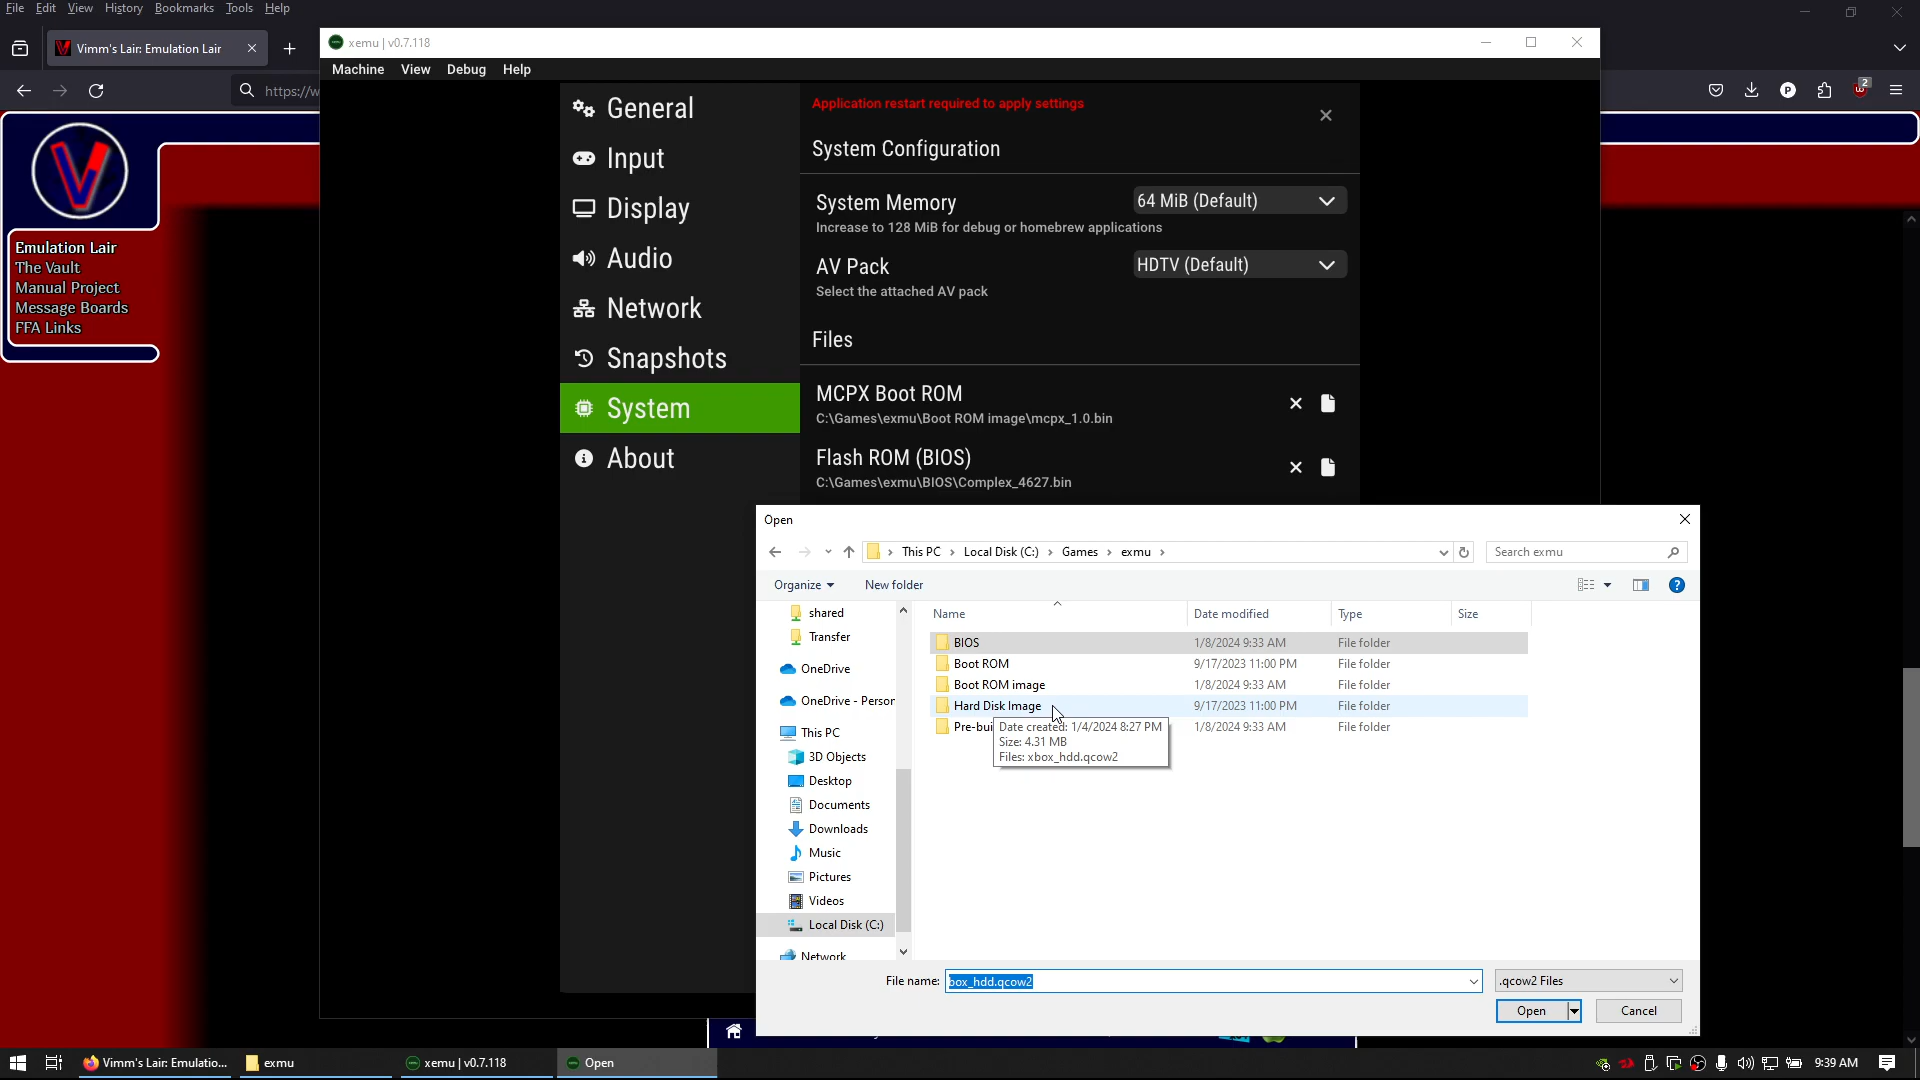 File Edit View History Bookmarks Tools Help
Vimm's Lair: Emulation Lair
https://w
Emulation Lair
The Vault
Manual Project
Message Boards
FFA Links
xemu | v0.7.118
Machine View Debug Help
General
Input
Display
Audio
Network
Snapshots
System
About
Application restart required to apply settings
System Configuration
System Memory 64 MiB (Default)
Increase to 128 MiB for debug or homebrew applications
AV Pack HDTV (Default)
Select the attached AV pack
Files
MCPX Boot ROM
C:\Games\exmu\Boot ROM image\mcpx_1.0.bin
Flash ROM (BIOS)
C:\Games\exmu\BIOS\Complex_4627.bin
Open
This PC > Local Disk (C:) > Games > exmu >
Search exmu
Organize New folder
shared
Transfer
OneDrive
OneDrive - Person
This PC
3D Objects
Desktop
Documents
Downloads
Music
Pictures
Videos
Local Disk (C:)
Network
Name Date modified Type Size
BIOS 1/8/2024 9:33 AM File folder
Boot ROM 9/17/2023 11:00 PM File folder
Boot ROM image 1/8/2024 9:33 AM File folder
Hard Disk Image 9/17/2023 11:00 PM File folder
Pre-bui 1/8/2024 9:33 AM File folder
Date created: 1/4/2024 8:27 PM
Size: 4.31 MB
Files: xbox_hdd.qcow2
File name: box_hdd.qcow2 .qcow2 Files
Open Cancel
Vimm's Lair: Emulatio... exmu xemu | v0.7.118 Open
2
9:39 AM